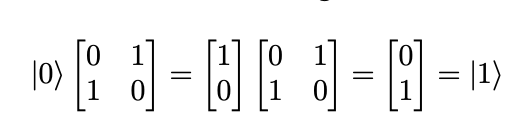 |0⟩ [0 1; 1 0] = [1; 0] [0 1; 1 0] = [0; 1] = |1⟩